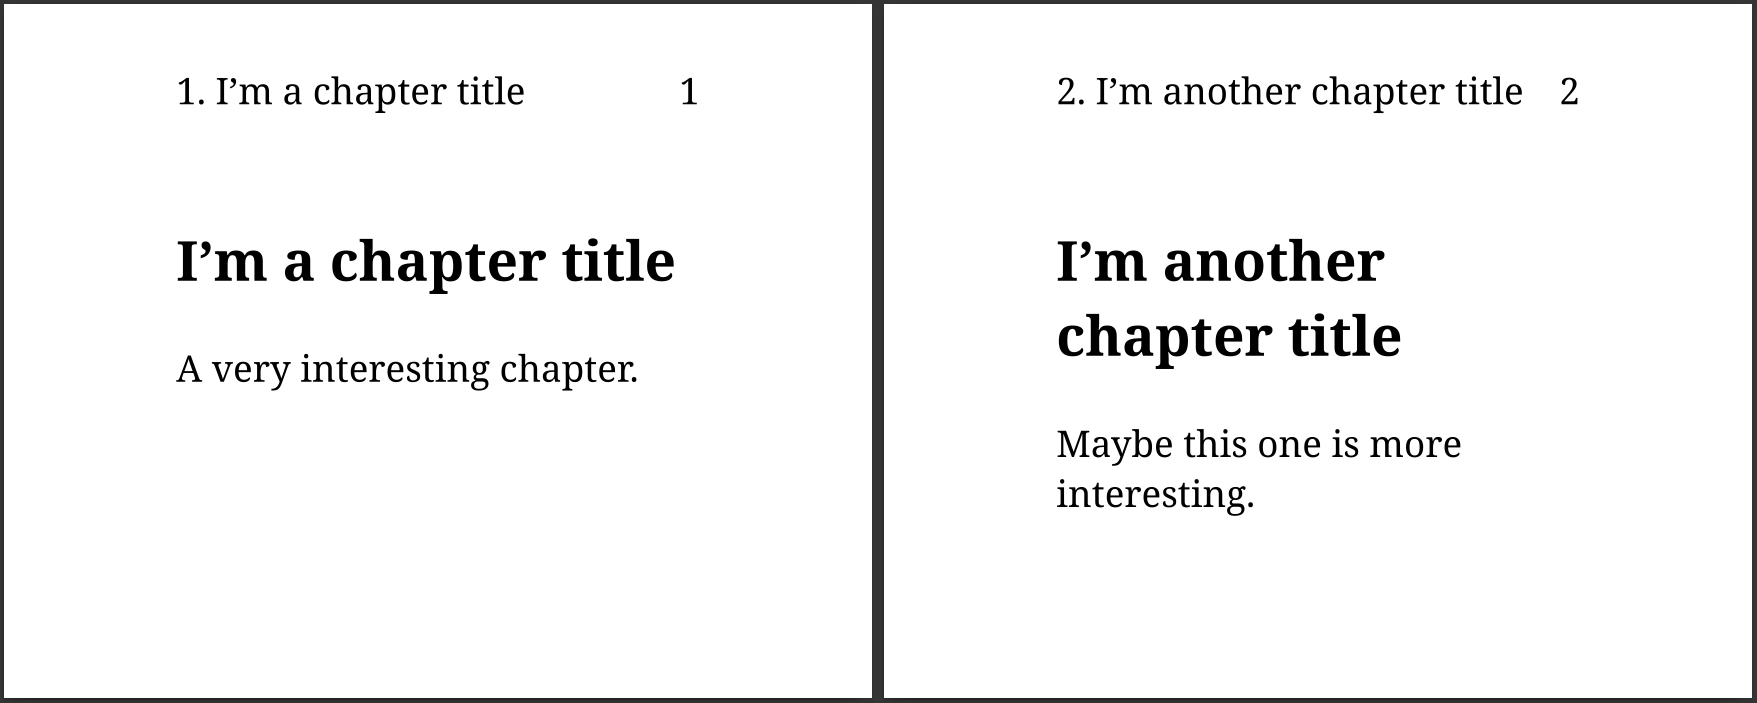 1. I’m a chapter title 1
I’m a chapter title
A very interesting chapter.
2. I’m another chapter title 2
I’m another
chapter title
Maybe this one is more
interesting.